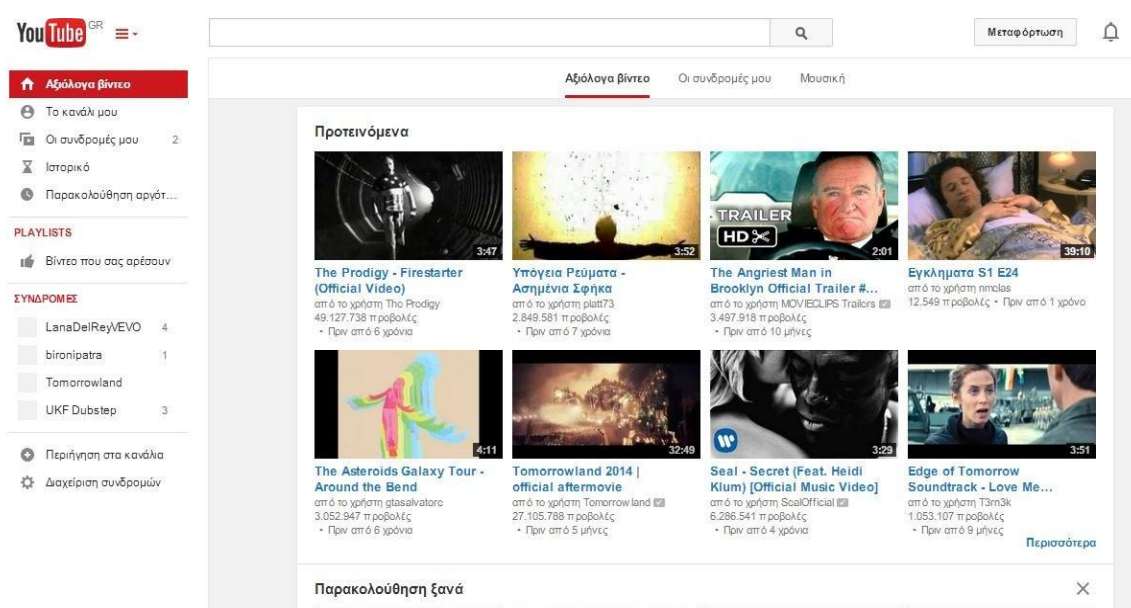 YouTube GR
Μεταφόρτωση
Αξιόλογα βίντεο
Το κανάλι μου
Οι συνδρομές μου 2
Ιστορικό
Παρακολούθηση αργότ...
PLAYLISTS
Βίντεο που σας αρέσουν
ΣΥΝΔΡΟΜΕΣ
LanaDelReyVEVO 4
bironipatra 1
Tomorrowland
UKF Dubstep 3
Περιήγηση στα κανάλια
Διαχείριση συνδρομών
Αξιόλογα βίντεο Οι συνδρομές μου Μουσική
Προτεινόμενα
3:47
The Prodigy - Firestarter
(Official Video)
από το χρήστη The Prodigy
49.127.738 προβολές
• Πριν από 6 χρόνια
3:52
Υπόγεια Ρεύματα -
Ασημένια Σφήκα
από το χρήστη platt73
2.849.581 προβολές
• Πριν από 7 χρόνια
TRAILER
HD
2:01
The Angriest Man in
Brooklyn Official Trailer #...
από το χρήστη MOVIECLIPS Trailers
3.497.918 προβολές
• Πριν από 10 μήνες
39:10
Εγκληματα S1 E24
από το χρήστη nmclas
12.549 προβολές • Πριν από 1 χρόνο
4:11
The Asteroids Galaxy Tour -
Around the Bend
από το χρήστη gtasalvatore
3.052.947 προβολές
• Πριν από 6 χρόνια
32:49
Tomorrowland 2014 |
official aftermovie
από το χρήστη Tomorrowland
27.105.788 προβολές
• Πριν από 5 μήνες
3:29
Seal - Secret (Feat. Heidi
Klum) [Official Music Video]
από το χρήστη SealOfficial
6.286.541 προβολές
• Πριν από 4 χρόνια
3:51
Edge of Tomorrow
Soundtrack - Love Me...
από το χρήστη T3rn3k
1.053.107 προβολές
• Πριν από 9 μήνες
Περισσότερα
Παρακολούθηση ξανά